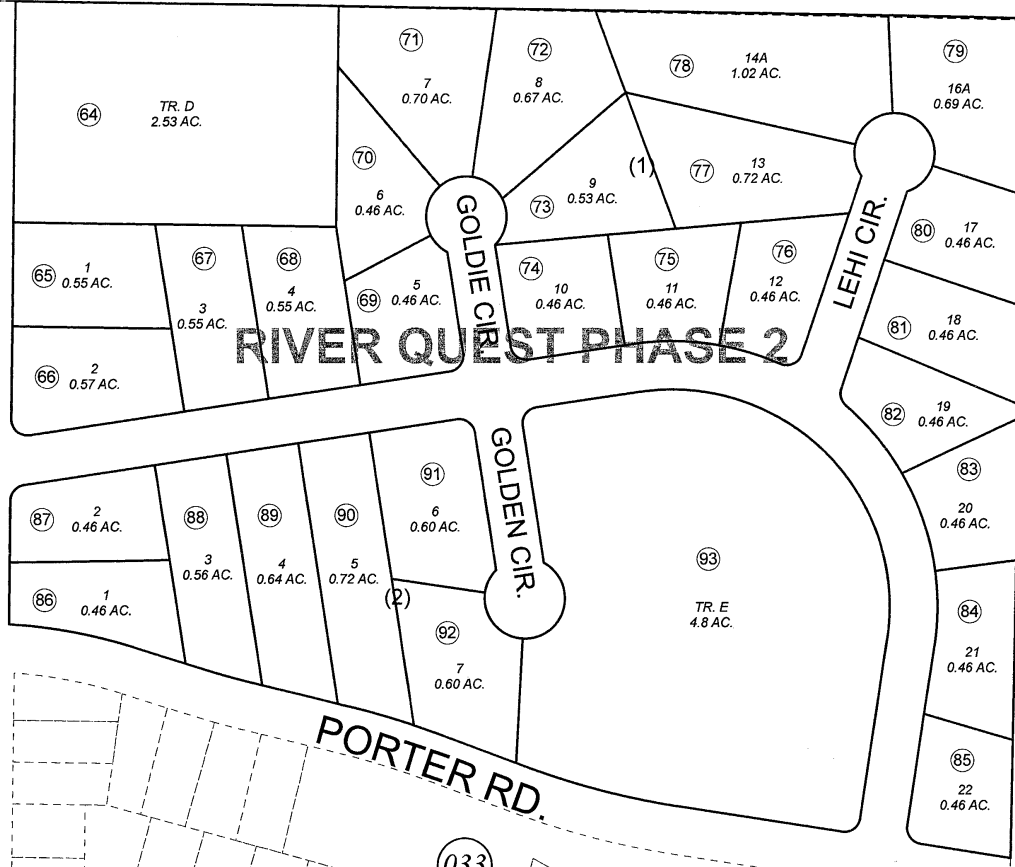 71
7
0.70 AC.
72
8
0.67 AC.
78
14A
1.02 AC.
79
16A
0.69 AC.
64
TR. D
2.53 AC.
70
6
0.46 AC.
73
9
0.53 AC.
(1)
77
13
0.72 AC.
80
17
0.46 AC.
GOLDIE CIR.
LEHI CIR.
65
1
0.55 AC.
67
3
0.55 AC.
68
4
0.55 AC.
69
5
0.46 AC.
74
10
0.46 AC.
75
11
0.46 AC.
76
12
0.46 AC.
81
18
0.46 AC.
RIVER QUEST PHASE 2
66
2
0.57 AC.
82
19
0.46 AC.
83
20
0.46 AC.
GOLDEN CIR.
87
2
0.46 AC.
88
3
0.56 AC.
89
4
0.64 AC.
90
5
0.72 AC.
91
6
0.60 AC.
93
TR. E
4.8 AC.
86
1
0.46 AC.
(2)
92
7
0.60 AC.
84
21
0.46 AC.
85
22
0.46 AC.
PORTER RD.
033